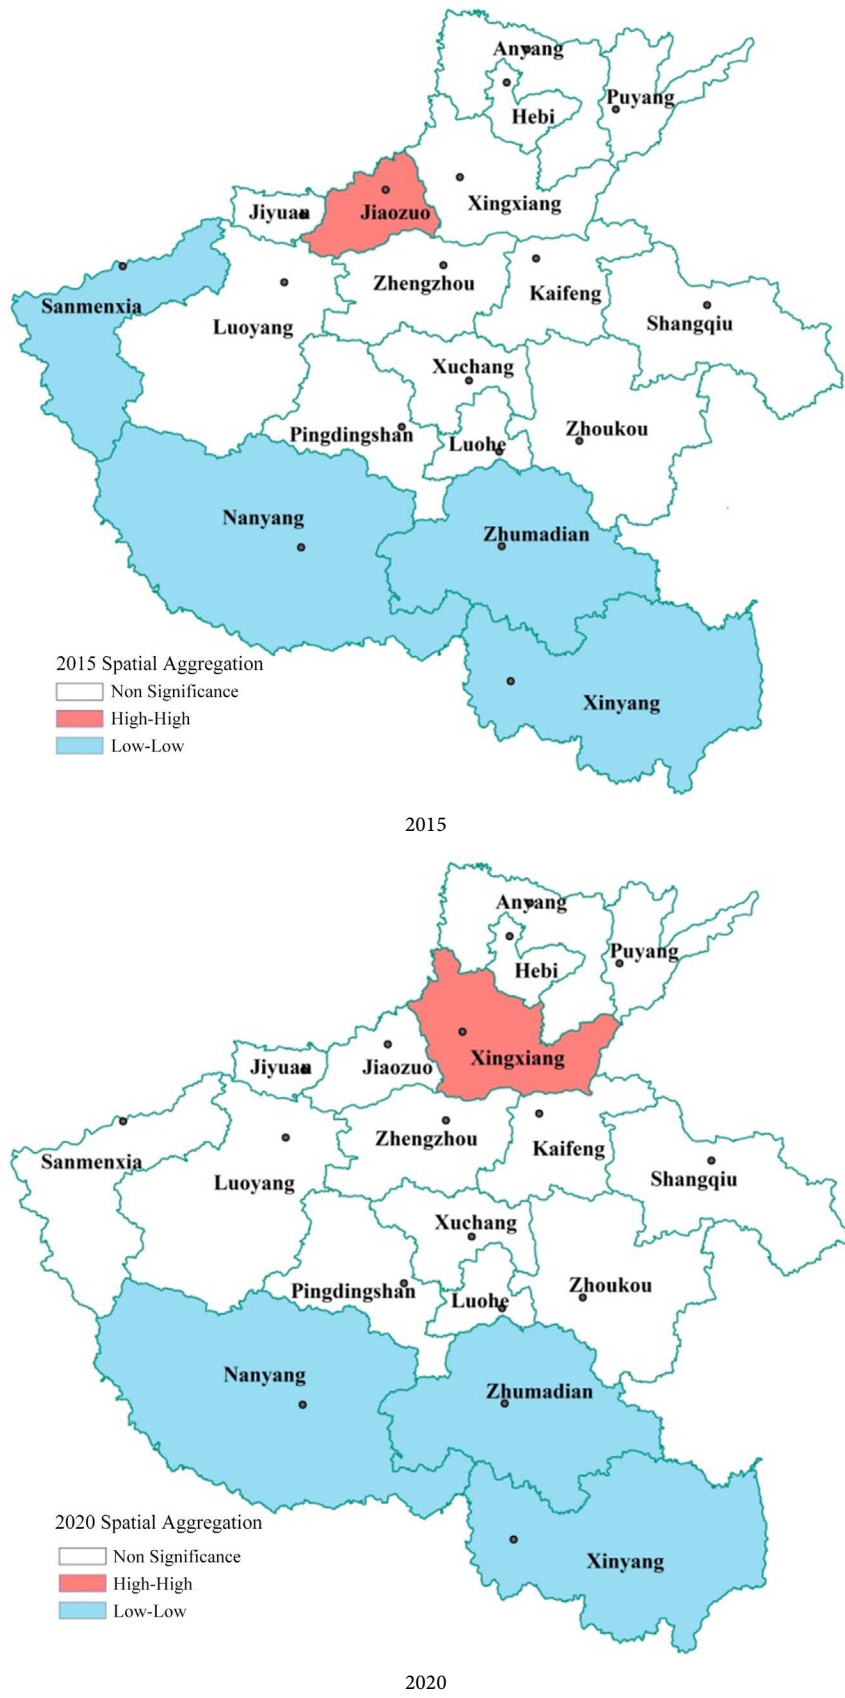 Anyang
Puyang
Hebi
Xingxiang
Jiyuan
Jiaozuo
Zhengzhou
Kaifeng
Sanmenxia
Luoyang
Shangqiu
Xuchang
Pingdingshan
Luohe
Zhoukou
Nanyang
Zhumadian
Xinyang
2015 Spatial Aggregation
Non Significance
High-High
Low-Low
2015
Anyang
Puyang
Hebi
Xingxiang
Jiyuan
Jiaozuo
Zhengzhou
Kaifeng
Sanmenxia
Luoyang
Shangqiu
Xuchang
Pingdingshan
Luohe
Zhoukou
Nanyang
Zhumadian
Xinyang
2020 Spatial Aggregation
Non Significance
High-High
Low-Low
2020